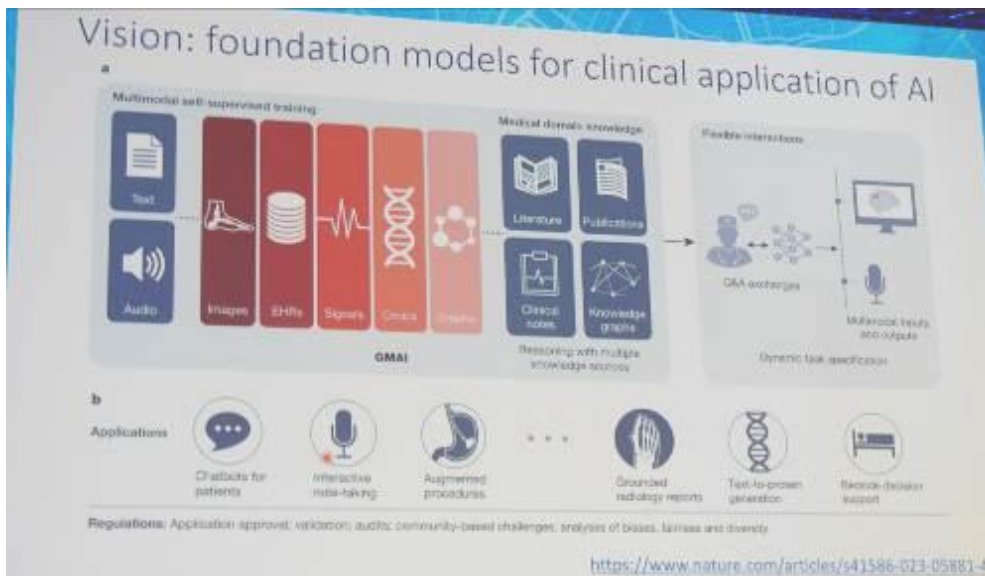 Vision: foundation models for clinical application of AI
a
Multimodal self-supervised training
Text
Audio
Images
EHRs
Signals
Omics
Graphs
GMAI
Medical domain knowledge
Literature
Publications
Clinical
notes
Knowledge
graphs
Reasoning with multiple
knowledge sources
Flexible interactions
Q&A exchanges
Multimodal inputs
and outputs
Dynamic task specification
b
Applications
Chatbots for
patients
Interactive
note-taking
Augmented
procedures
Grounded
radiology reports
Text-to-protein
generation
Bedside decision
support
Regulations: Application approval; validation; audits; community-based challenges; analyses of biases, fairness and diversity
https://www.nature.com/articles/s41586-023-05881-4